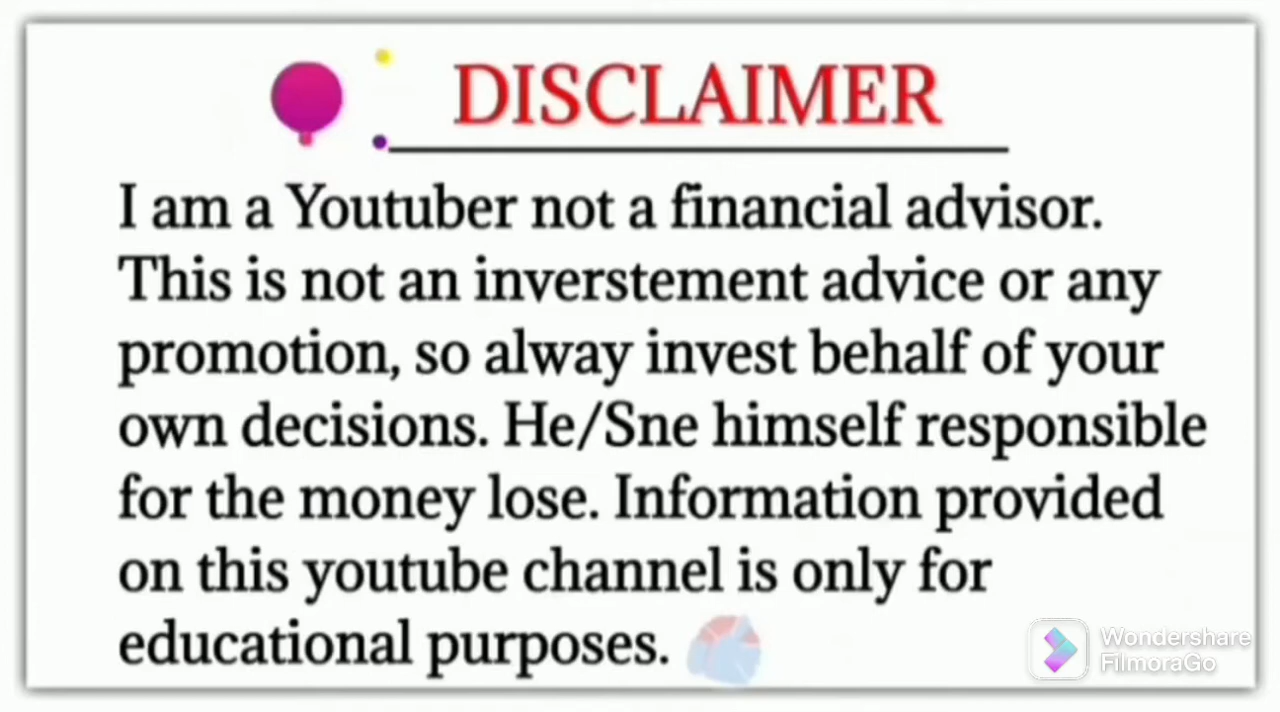 DISCLAIMER
I am a Youtuber not a financial advisor.
This is not an inverstement advice or any
promotion, so alway invest behalf of your
own decisions. He/Sne himself responsible
for the money lose. Information provided
on this youtube channel is only for
educational purposes.
Wondershare
FilmoraGo